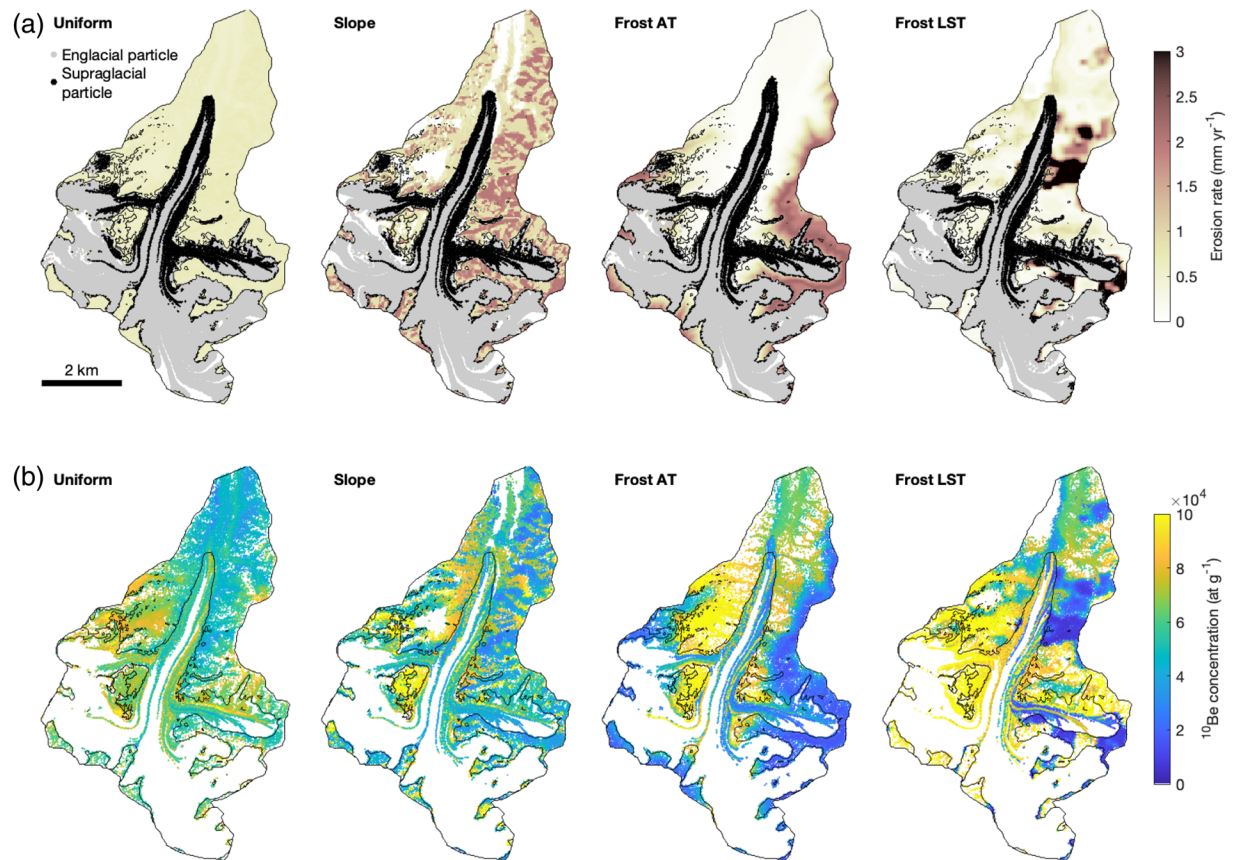 (a)
Uniform
Slope
Frost AT
Frost LST
Englacial particle
Supraglacial
particle
2 km
3
2.5
2
1.5
1
0.5
0
Erosion rate (mm yr⁻¹)
(b)
Uniform
Slope
Frost AT
Frost LST
×10⁴
10
8
6
4
2
0
¹⁰Be concentration (at g⁻¹)